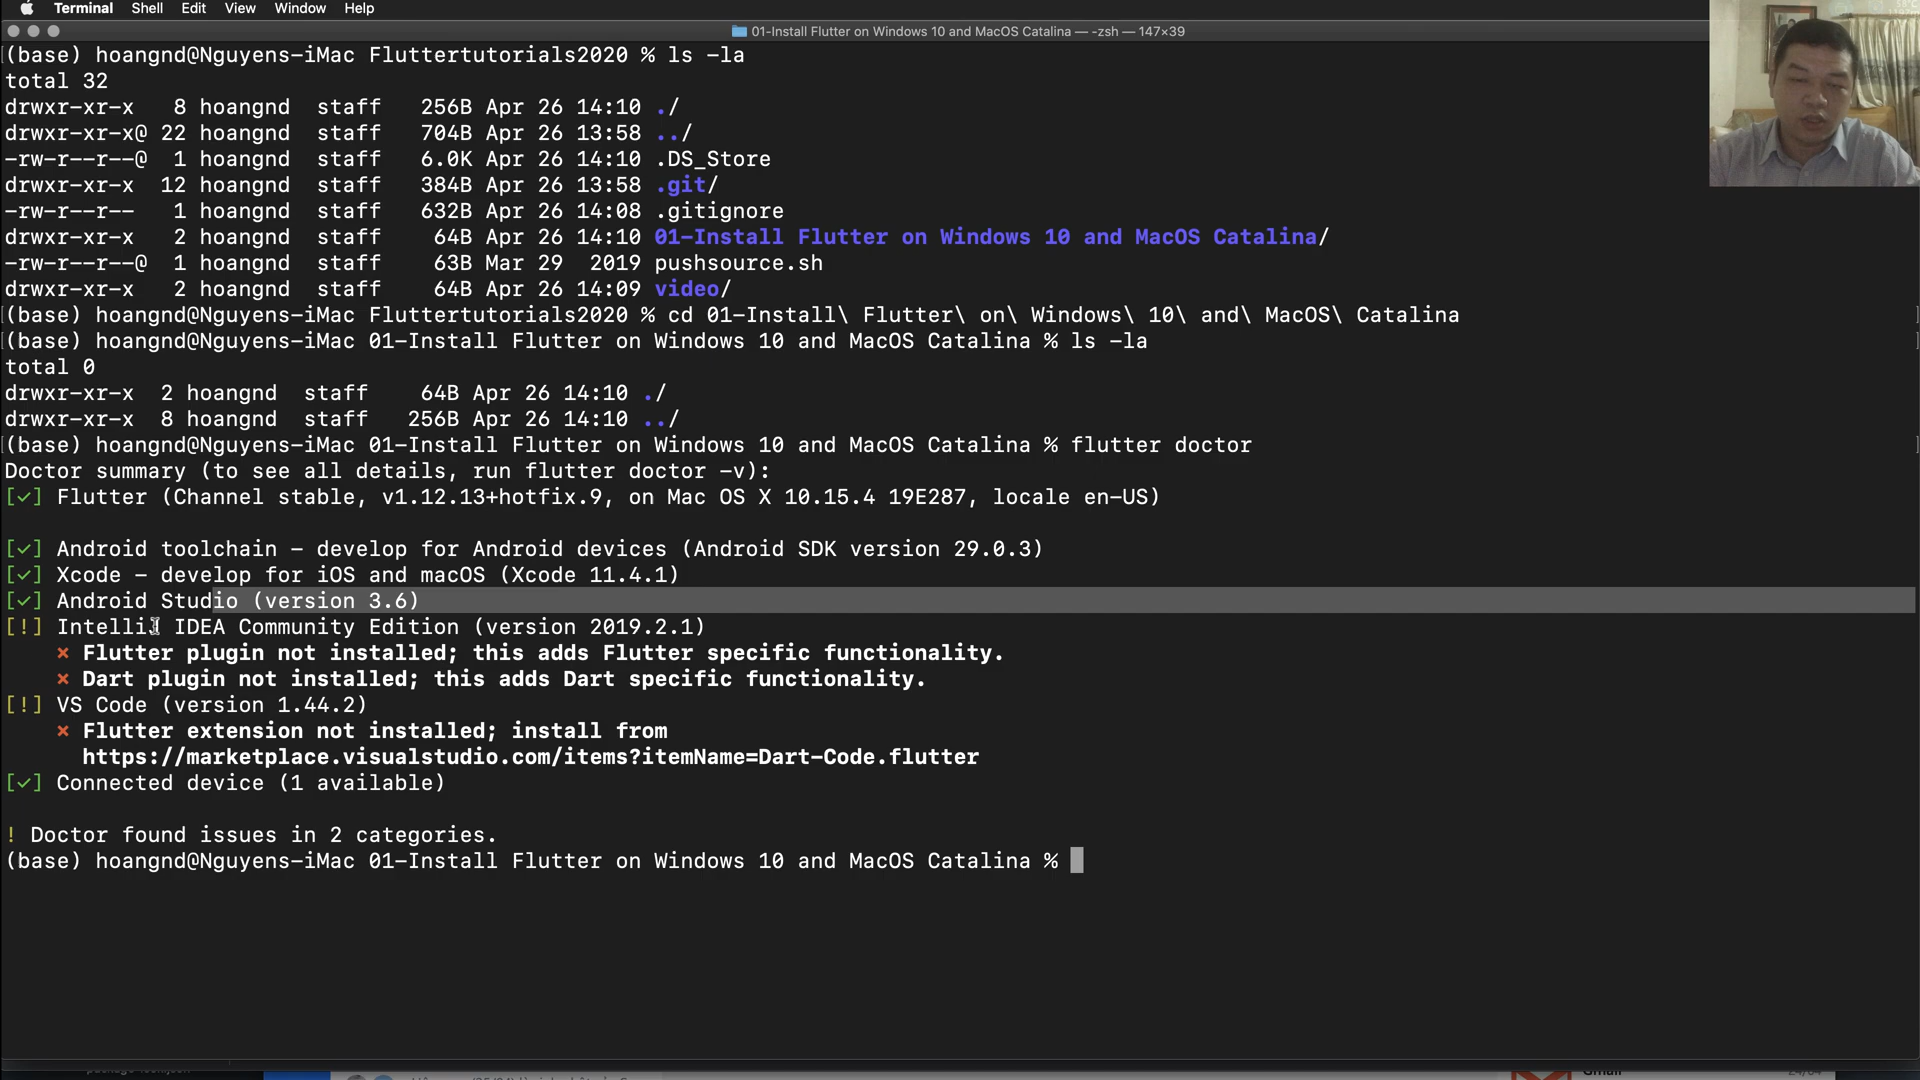 Terminal Shell Edit View Window Help
01-Install Flutter on Windows 10 and MacOS Catalina — -zsh — 147×39
(base) hoangnd@Nguyens-iMac Fluttertutorials2020 % ls -la
total 32
drwxr-xr-x   8 hoangnd  staff   256B Apr 26 14:10 ./
drwxr-xr-x@ 22 hoangnd  staff   704B Apr 26 13:58 ../
-rw-r--r--@  1 hoangnd  staff   6.0K Apr 26 14:10 .DS_Store
drwxr-xr-x  12 hoangnd  staff   384B Apr 26 13:58 .git/
-rw-r--r--   1 hoangnd  staff   632B Apr 26 14:08 .gitignore
drwxr-xr-x   2 hoangnd  staff    64B Apr 26 14:10 01-Install Flutter on Windows 10 and MacOS Catalina/
-rw-r--r--@  1 hoangnd  staff    63B Mar 29  2019 pushsource.sh
drwxr-xr-x   2 hoangnd  staff    64B Apr 26 14:09 video/
(base) hoangnd@Nguyens-iMac Fluttertutorials2020 % cd 01-Install\ Flutter\ on\ Windows\ 10\ and\ MacOS\ Catalina
(base) hoangnd@Nguyens-iMac 01-Install Flutter on Windows 10 and MacOS Catalina % ls -la
total 0
drwxr-xr-x  2 hoangnd  staff    64B Apr 26 14:10 ./
drwxr-xr-x  8 hoangnd  staff   256B Apr 26 14:10 ../
(base) hoangnd@Nguyens-iMac 01-Install Flutter on Windows 10 and MacOS Catalina % flutter doctor
Doctor summary (to see all details, run flutter doctor -v):
[✓] Flutter (Channel stable, v1.12.13+hotfix.9, on Mac OS X 10.15.4 19E287, locale en-US)
[✓] Android toolchain - develop for Android devices (Android SDK version 29.0.3)
[✓] Xcode - develop for iOS and macOS (Xcode 11.4.1)
[✓] Android Studio (version 3.6)
[!] IntelliJ IDEA Community Edition (version 2019.2.1)
✗ Flutter plugin not installed; this adds Flutter specific functionality.
✗ Dart plugin not installed; this adds Dart specific functionality.
[!] VS Code (version 1.44.2)
✗ Flutter extension not installed; install from
https://marketplace.visualstudio.com/items?itemName=Dart-Code.flutter
[✓] Connected device (1 available)
! Doctor found issues in 2 categories.
(base) hoangnd@Nguyens-iMac 01-Install Flutter on Windows 10 and MacOS Catalina %